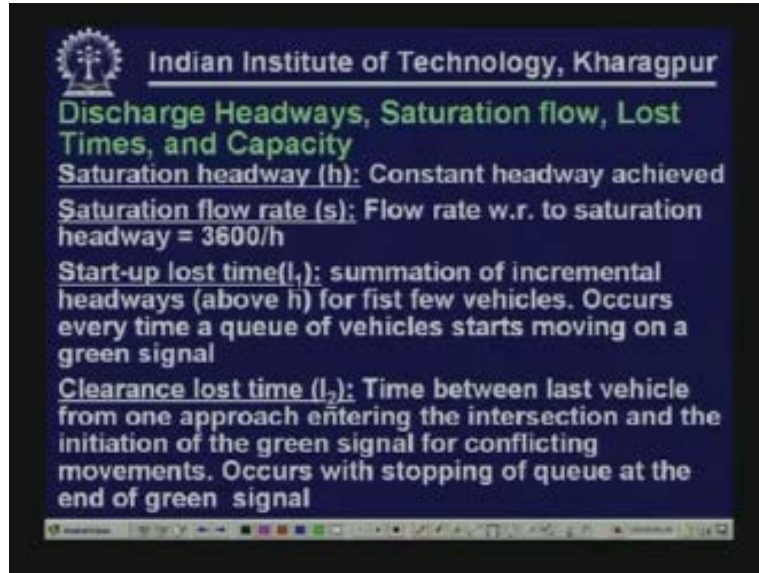 Indian Institute of Technology, Kharagpur
Discharge Headways, Saturation flow, Lost
Times, and Capacity
Saturation headway (h): Constant headway achieved
Saturation flow rate (s): Flow rate w.r. to saturation
headway = 3600/h
Start-up lost time(l₁): summation of incremental
headways (above h) for fist few vehicles. Occurs
every time a queue of vehicles starts moving on a
green signal
Clearance lost time (l₂): Time between last vehicle
from one approach entering the intersection and the
initiation of the green signal for conflicting
movements. Occurs with stopping of queue at the
end of green signal